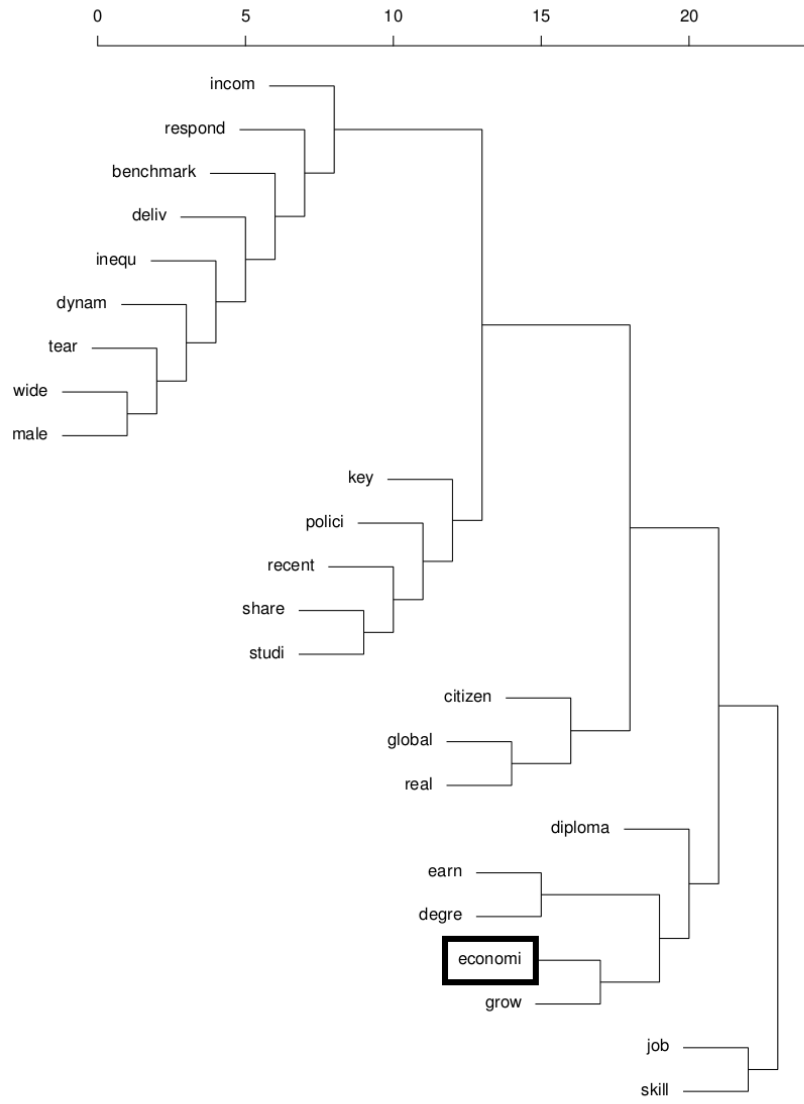 0 5 10 15 20
incom
respond
benchmark
deliv
inequ
dynam
tear
wide
male
key
polici
recent
share
studi
citizen
global
real
diploma
earn
degre
economi
grow
job
skill